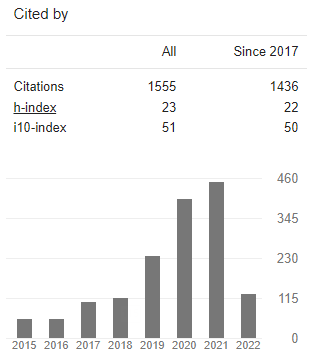 Cited by
All Since 2017
Citations 1555 1436
h-index 23 22
i10-index 51 50
460
345
230
115
0
2015 2016 2017 2018 2019 2020 2021 2022